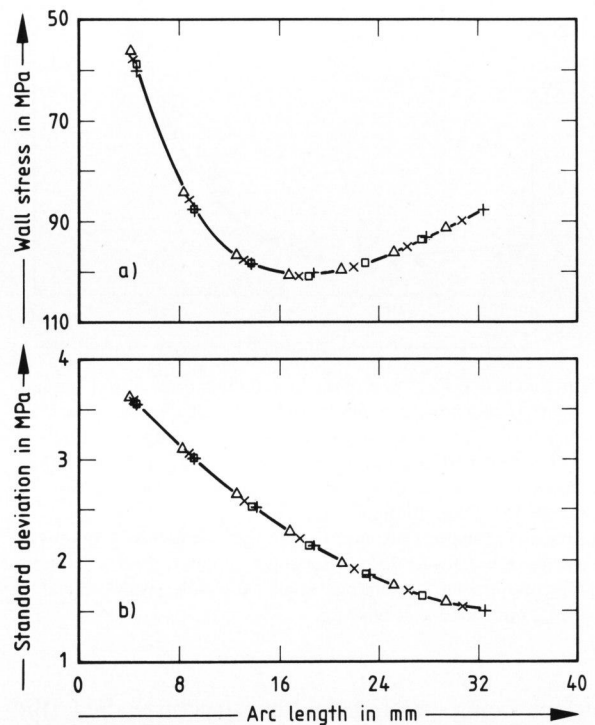 Wall stress in MPa
50
70
90
110
a)
Standard deviation in MPa
4
3
2
1
b)
0 8 16 24 32 40
Arc length in mm